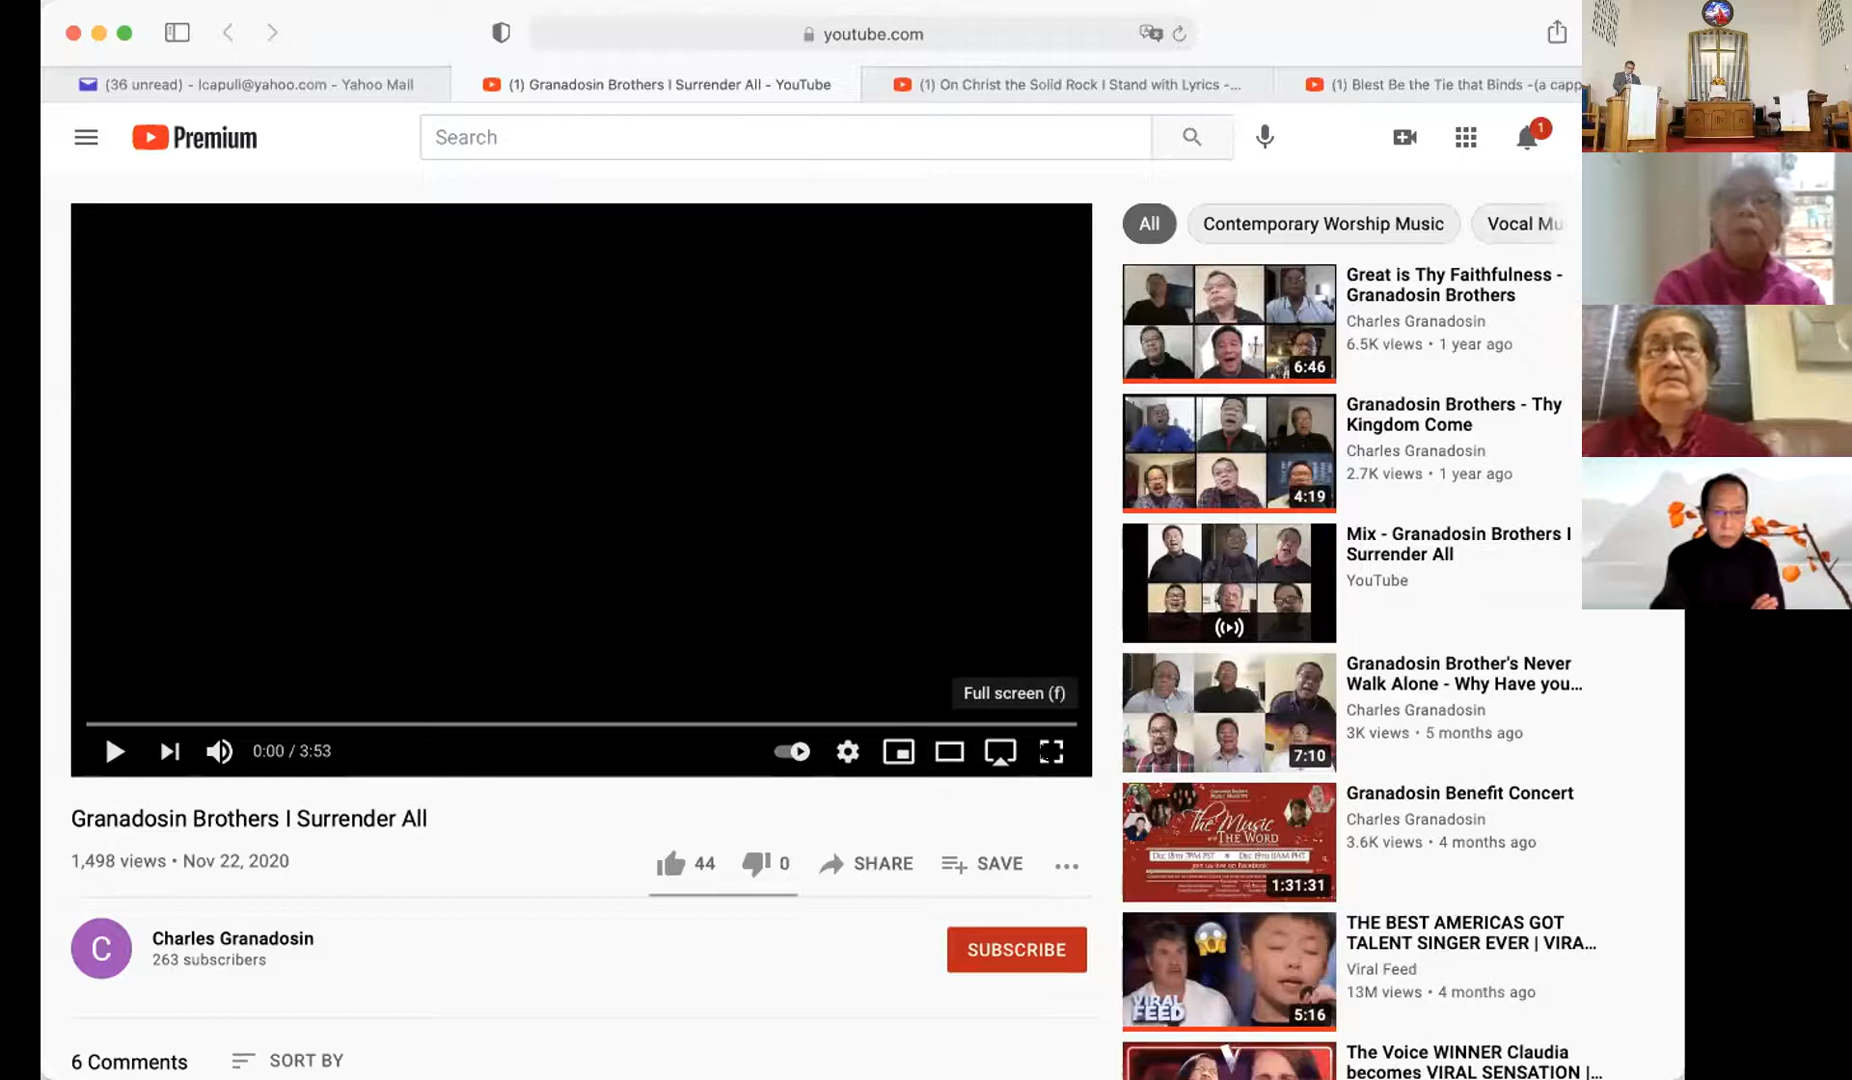 youtube.com
(36 unread) - lcapuli@yahoo.com - Yahoo Mail
(1) Granadosin Brothers I Surrender All - YouTube
(1) On Christ the Solid Rock I Stand with Lyrics -...
(1) Blest Be the Tie that Binds -(a capp
Premium
Search
1
All
Contemporary Worship Music
Vocal Mu
Full screen (f)
0:00 / 3:53
Granadosin Brothers I Surrender All
1,498 views • Nov 22, 2020
44
0
SHARE
SAVE
C
Charles Granadosin
263 subscribers
SUBSCRIBE
6 Comments
SORT BY
6:46
Great is Thy Faithfulness -
Granadosin Brothers
Charles Granadosin
6.5K views • 1 year ago
4:19
Granadosin Brothers - Thy
Kingdom Come
Charles Granadosin
2.7K views • 1 year ago
Mix - Granadosin Brothers I
Surrender All
YouTube
7:10
Granadosin Brother's Never
Walk Alone - Why Have you...
Charles Granadosin
3K views • 5 months ago
The Music
THE WORD
1:31:31
Granadosin Benefit Concert
Charles Granadosin
3.6K views • 4 months ago
VIRAL
FEED
5:16
THE BEST AMERICAS GOT
TALENT SINGER EVER | VIRA...
Viral Feed
13M views • 4 months ago
The Voice WINNER Claudia
becomes VIRAL SENSATION |...